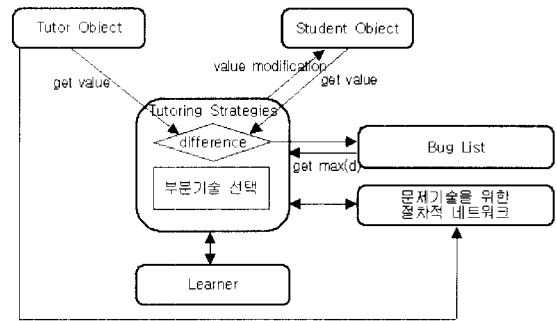 Tutor Object
Student Object
value modification
get value
get value
Tutoring Strategies
difference
Bug List
get max(d)
부분기술 선택
문제기술을 위한
절차적 네트워크
Learner